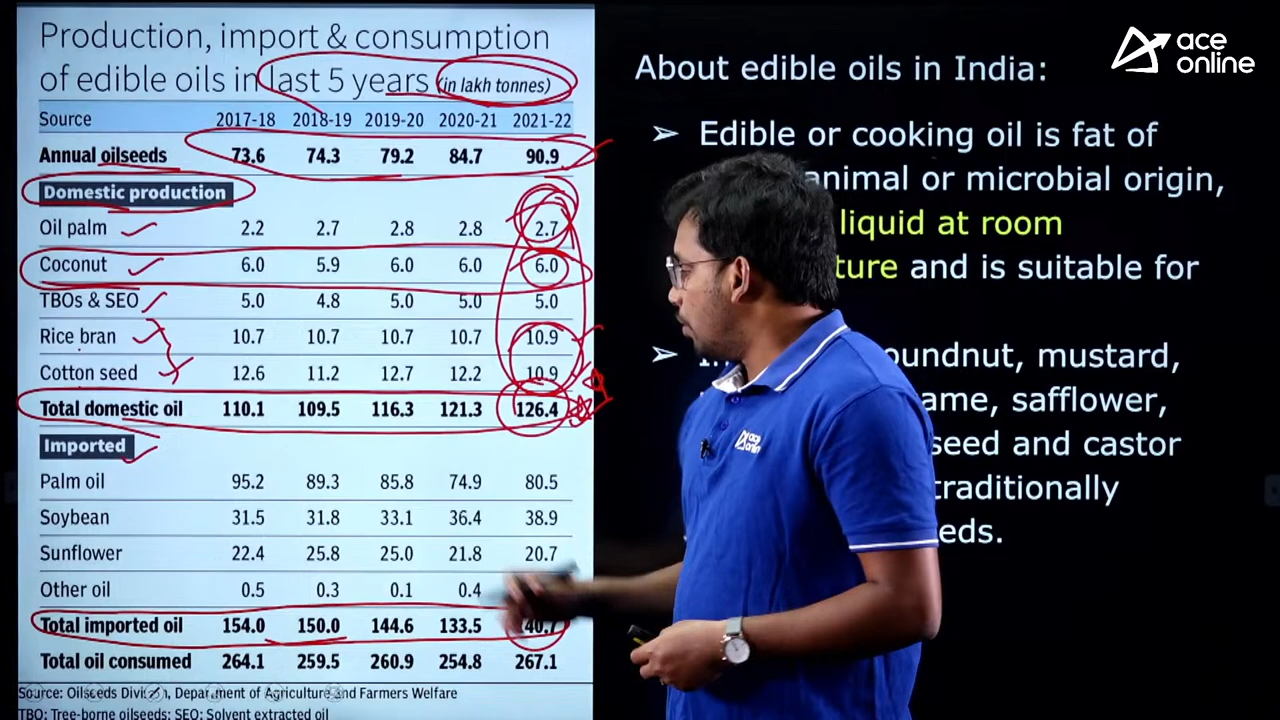 Production, import & consumption
of edible oils in last 5 years (in lakh tonnes)
Source 2017-18 2018-19 2019-20 2020-21 2021-22
Annual oilseeds 73.6 74.3 79.2 84.7 90.9
Domestic production
Oil palm 2.2 2.7 2.8 2.8 2.7
Coconut 6.0 5.9 6.0 6.0 6.0
TBOs & SEO 5.0 4.8 5.0 5.0 5.0
Rice bran 10.7 10.7 10.7 10.7 10.9
Cotton seed 12.6 11.2 12.7 12.2 10.9
Total domestic oil 110.1 109.5 116.3 121.3 126.4
Imported
Palm oil 95.2 89.3 85.8 74.9 80.5
Soybean 31.5 31.8 33.1 36.4 38.9
Sunflower 22.4 25.8 25.0 21.8 20.7
Other oil 0.5 0.3 0.1 0.4
Total imported oil 154.0 150.0 144.6 133.5
Total oil consumed 264.1 259.5 260.9 254.8 267.1
Source: Oilseeds Division, Department of Agriculture and Farmers Welfare
TBO: Tree-borne oilseeds; SEO: Solvent extracted oil
ace
online
About edible oils in India:
➢ Edible or cooking oil is fat of
animal or microbial origin,
liquid at room
and is suitable for
➢ mustard,
safflower,
seed and castor
traditionally
ace
online